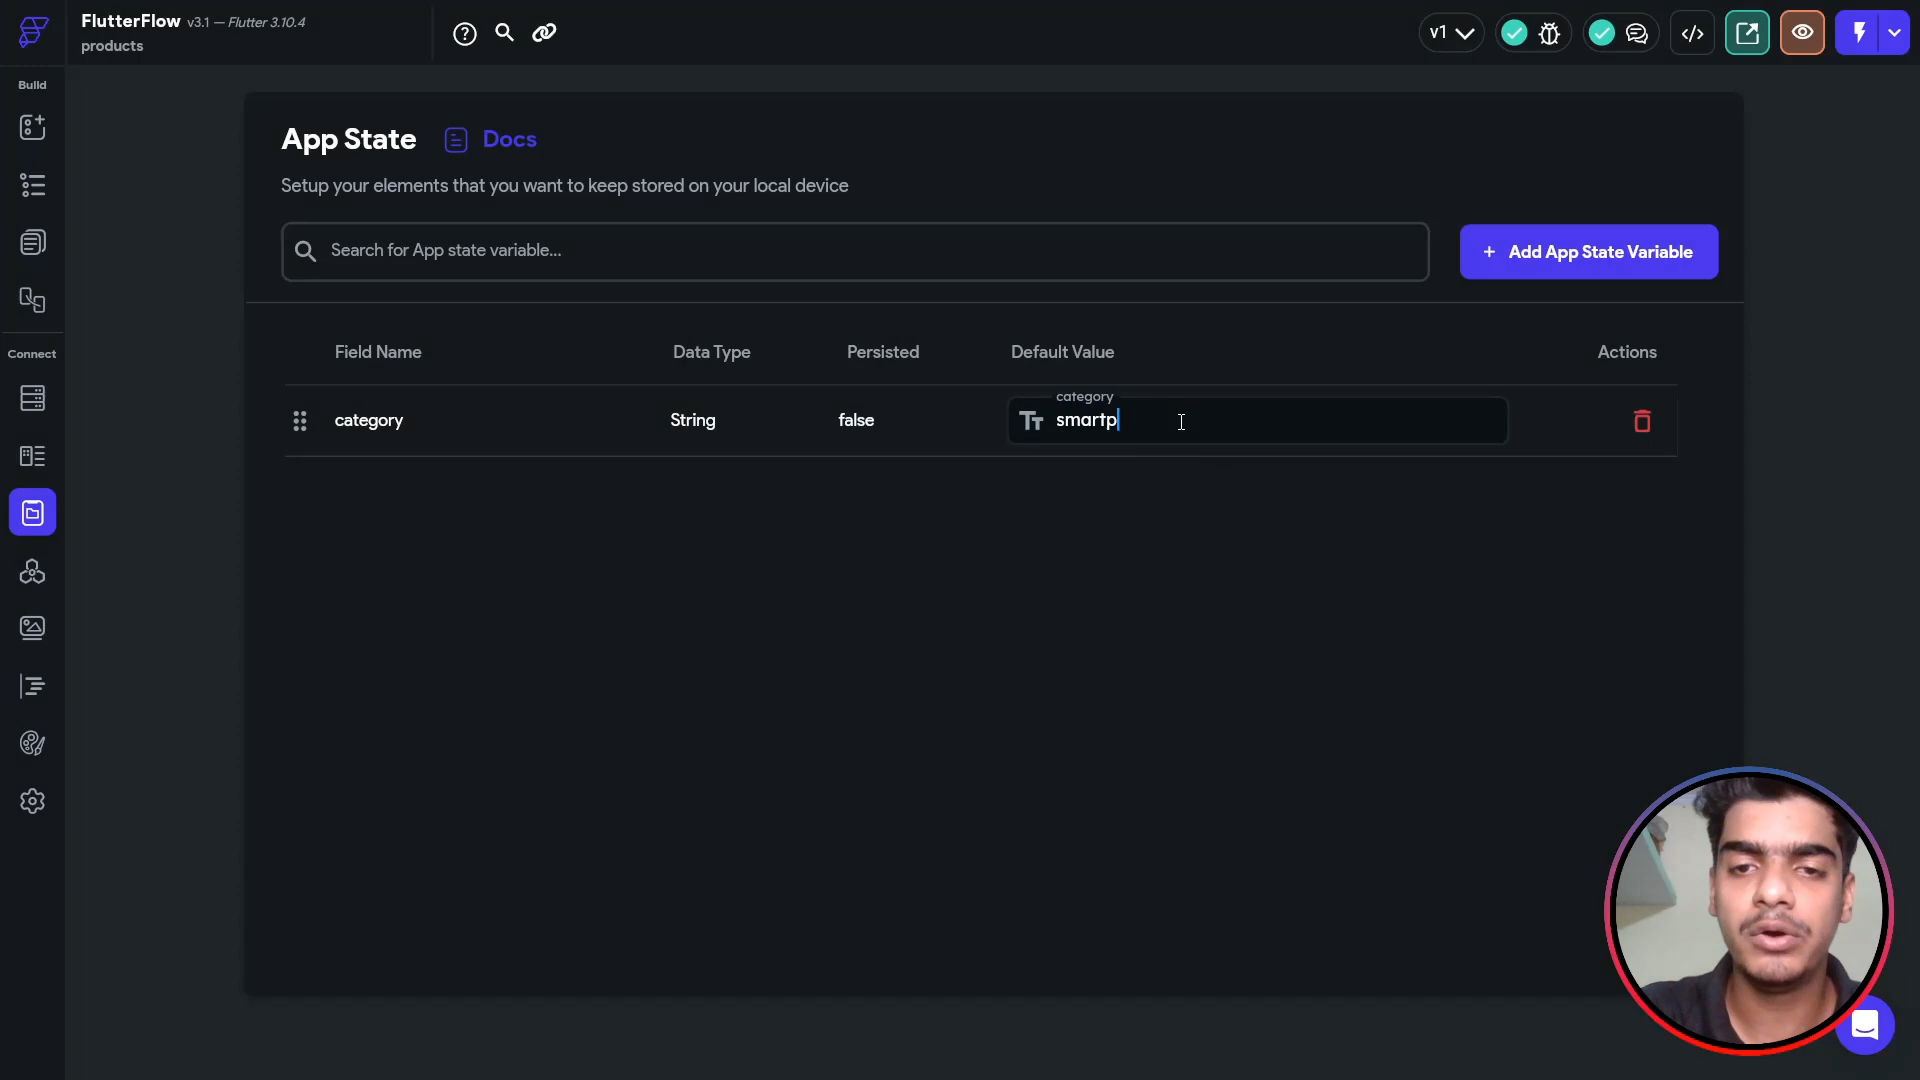 FlutterFlow v3.1 — Flutter 3.10.4
products
v1
Build
Connect
App State Docs
Setup your elements that you want to keep stored on your local device
Search for App state variable...
+ Add App State Variable
Field Name Data Type Persisted Default Value Actions
category
category String false smartp